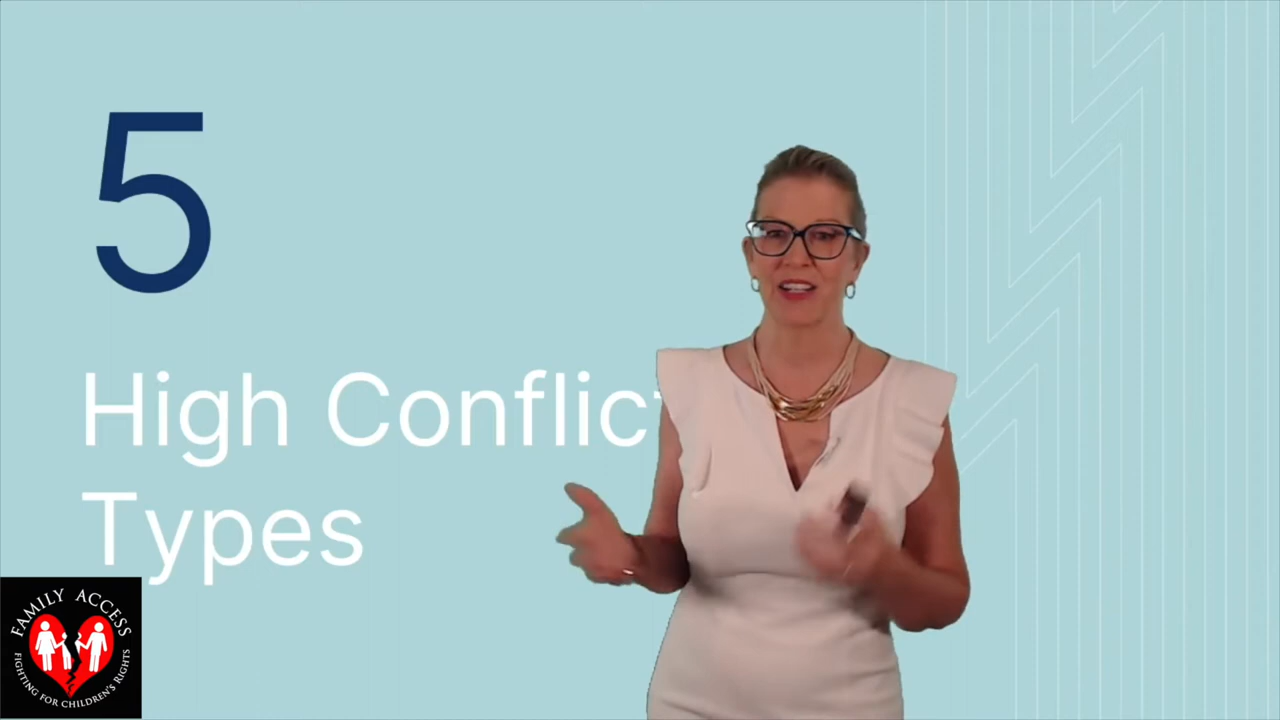 5
High Conflict
Types
FAMILY ACCESS
FIGHTING FOR CHILDREN'S RIGHTS